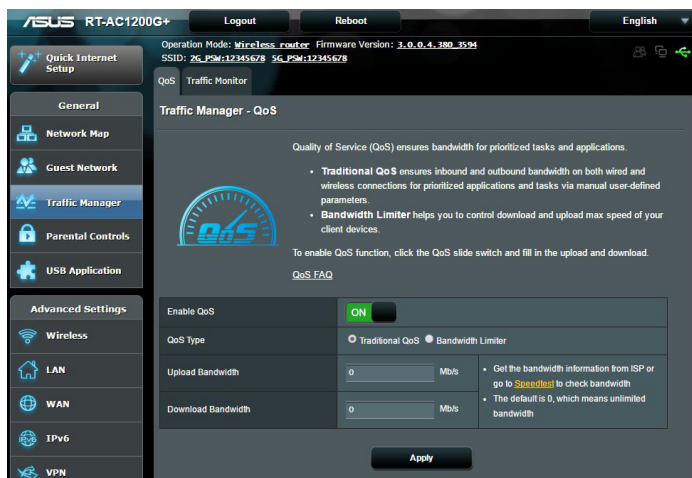 ASUS RT-AC1200G+ Logout Reboot English
Operation Mode: Wireless router Firmware Version: 3.0.0.4.380_3594
SSID: 2G_PSW:12345678 5G_PSW:12345678
Quick Internet
Setup
General
Network Map
Guest Network
Traffic Manager
Parental Controls
USB Application
Advanced Settings
Wireless
LAN
WAN
IPv6
VPN
QoS Traffic Monitor
Traffic Manager - QoS
QoS
Quality of Service (QoS) ensures bandwidth for prioritized tasks and applications.
• Traditional QoS ensures inbound and outbound bandwidth on both wired and
wireless connections for prioritized applications and tasks via manual user-defined
parameters.
• Bandwidth Limiter helps you to control download and upload max speed of your
client devices.
To enable QoS function, click the QoS slide switch and fill in the upload and download.
QoS FAQ
Enable QoS ON
QoS Type Traditional QoS Bandwidth Limiter
Upload Bandwidth 0 Mb/s
Download Bandwidth 0 Mb/s
• Get the bandwidth information from ISP or
go to Speedtest to check bandwidth
• The default is 0, which means unlimited
bandwidth
Apply